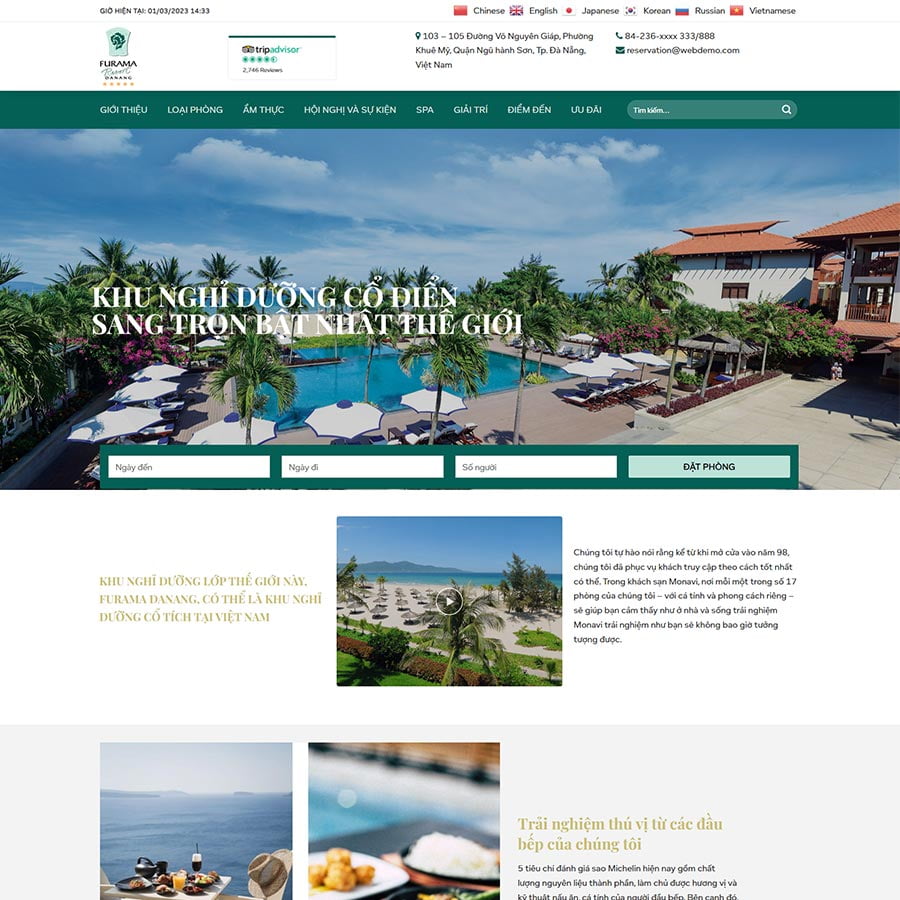 GIỜ HIỆN TẠI: 01/03/2023 14:33
Chinese English Japanese Korean Russian Vietnamese
FURAMA
Resort
DANANG
tripadvisor
2,746 Reviews
103 – 105 Đường Võ Nguyên Giáp, Phường
Khuê Mỹ, Quận Ngũ hành Sơn, Tp. Đà Nẵng,
Việt Nam
84-236-xxxx 333/888
reservation@webdemo.com
GIỚI THIỆU LOẠI PHÒNG ẨM THỰC HỘI NGHỊ VÀ SỰ KIỆN SPA GIẢI TRÍ ĐIỂM ĐẾN ƯU ĐÃI Tìm kiếm...
KHU NGHỈ DƯỠNG CỔ ĐIỂN
SANG TRỌN BẬT NHẤT THẾ GIỚI
Ngày đến Ngày đi Số người ĐẶT PHÒNG
KHU NGHỈ DƯỠNG LỚP THẾ GIỚI NÀY,
FURAMA DANANG, CÓ THỂ LÀ KHU NGHỈ
DƯỠNG CỔ TÍCH TẠI VIỆT NAM
Chúng tôi tự hào nói rằng kể từ khi mở cửa vào năm 98,
chúng tôi đã phục vụ khách truy cập theo cách tốt nhất
có thể. Trong khách sạn Monavi, nơi mỗi một trong số 17
phòng của chúng tôi – với cá tính và phong cách riêng –
sẽ giúp bạn cảm thấy như ở nhà và sống trải nghiệm
Monavi trải nghiệm như bạn sẽ không bao giờ tưởng
tượng được.
Trải nghiệm thú vị từ các đầu
bếp của chúng tôi
5 tiêu chí đánh giá sao Michelin hiện nay gồm chất
lượng nguyên liệu thành phần, làm chủ được hương vị và
kỹ thuật nấu ăn, cá tính của người đầu bếp. Bên cạnh đó,